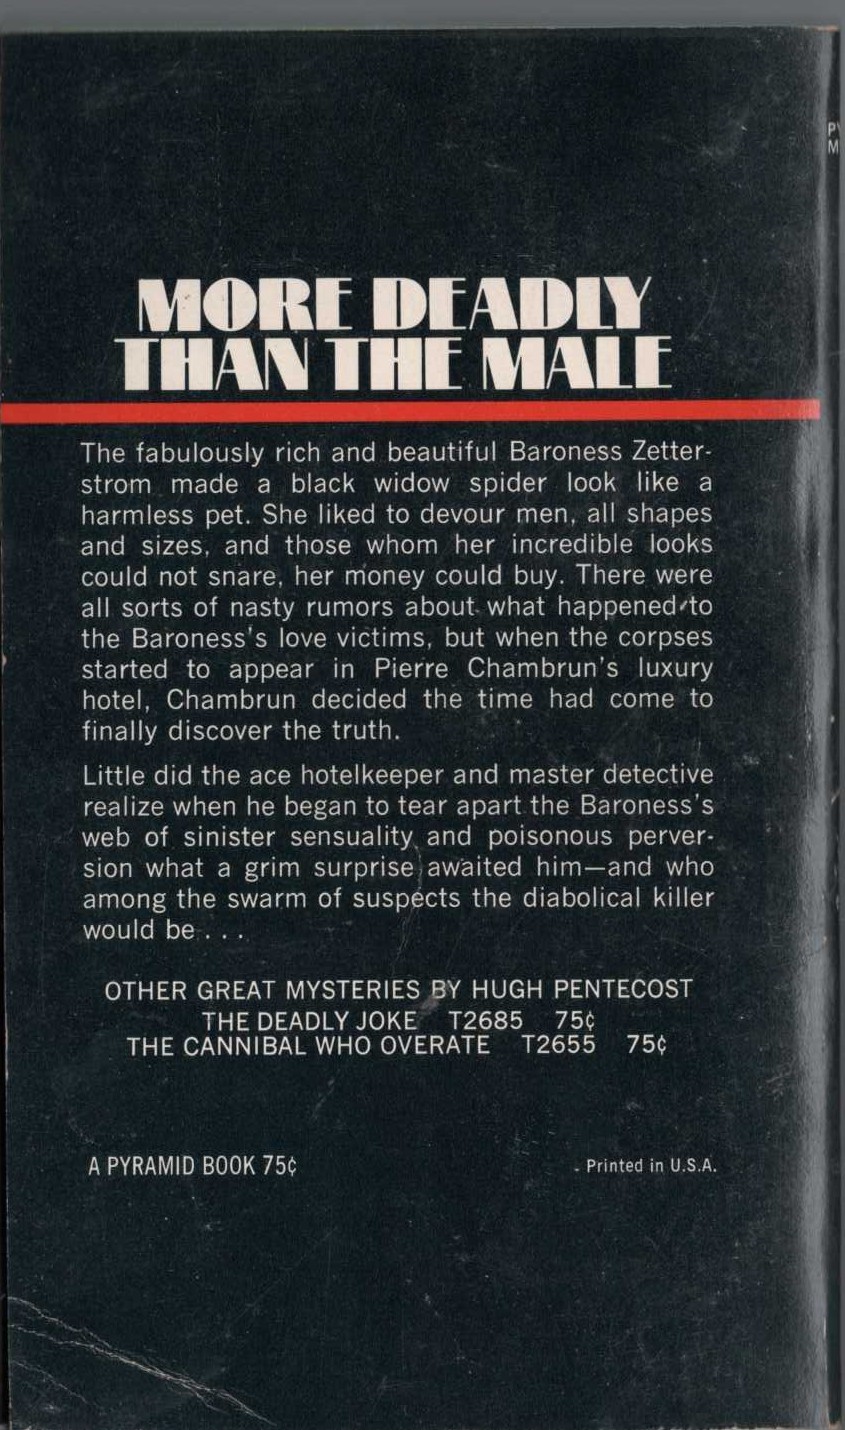 P
M
MORE DEADLY
THAN THE MALE
The fabulously rich and beautiful Baroness Zetter-
strom made a black widow spider look like a
harmless pet. She liked to devour men, all shapes
and sizes, and those whom her incredible looks
could not snare, her money could buy. There were
all sorts of nasty rumors about what happened to
the Baroness's love victims, but when the corpses
started to appear in Pierre Chambrun's luxury
hotel, Chambrun decided the time had come to
finally discover the truth.
Little did the ace hotelkeeper and master detective
realize when he began to tear apart the Baroness's
web of sinister sensuality and poisonous perver-
sion what a grim surprise awaited him—and who
among the swarm of suspects the diabolical killer
would be . . .
OTHER GREAT MYSTERIES BY HUGH PENTECOST
THE DEADLY JOKE T2685 75¢
THE CANNIBAL WHO OVERATE T2655 75¢
A PYRAMID BOOK 75¢
Printed in U.S.A.